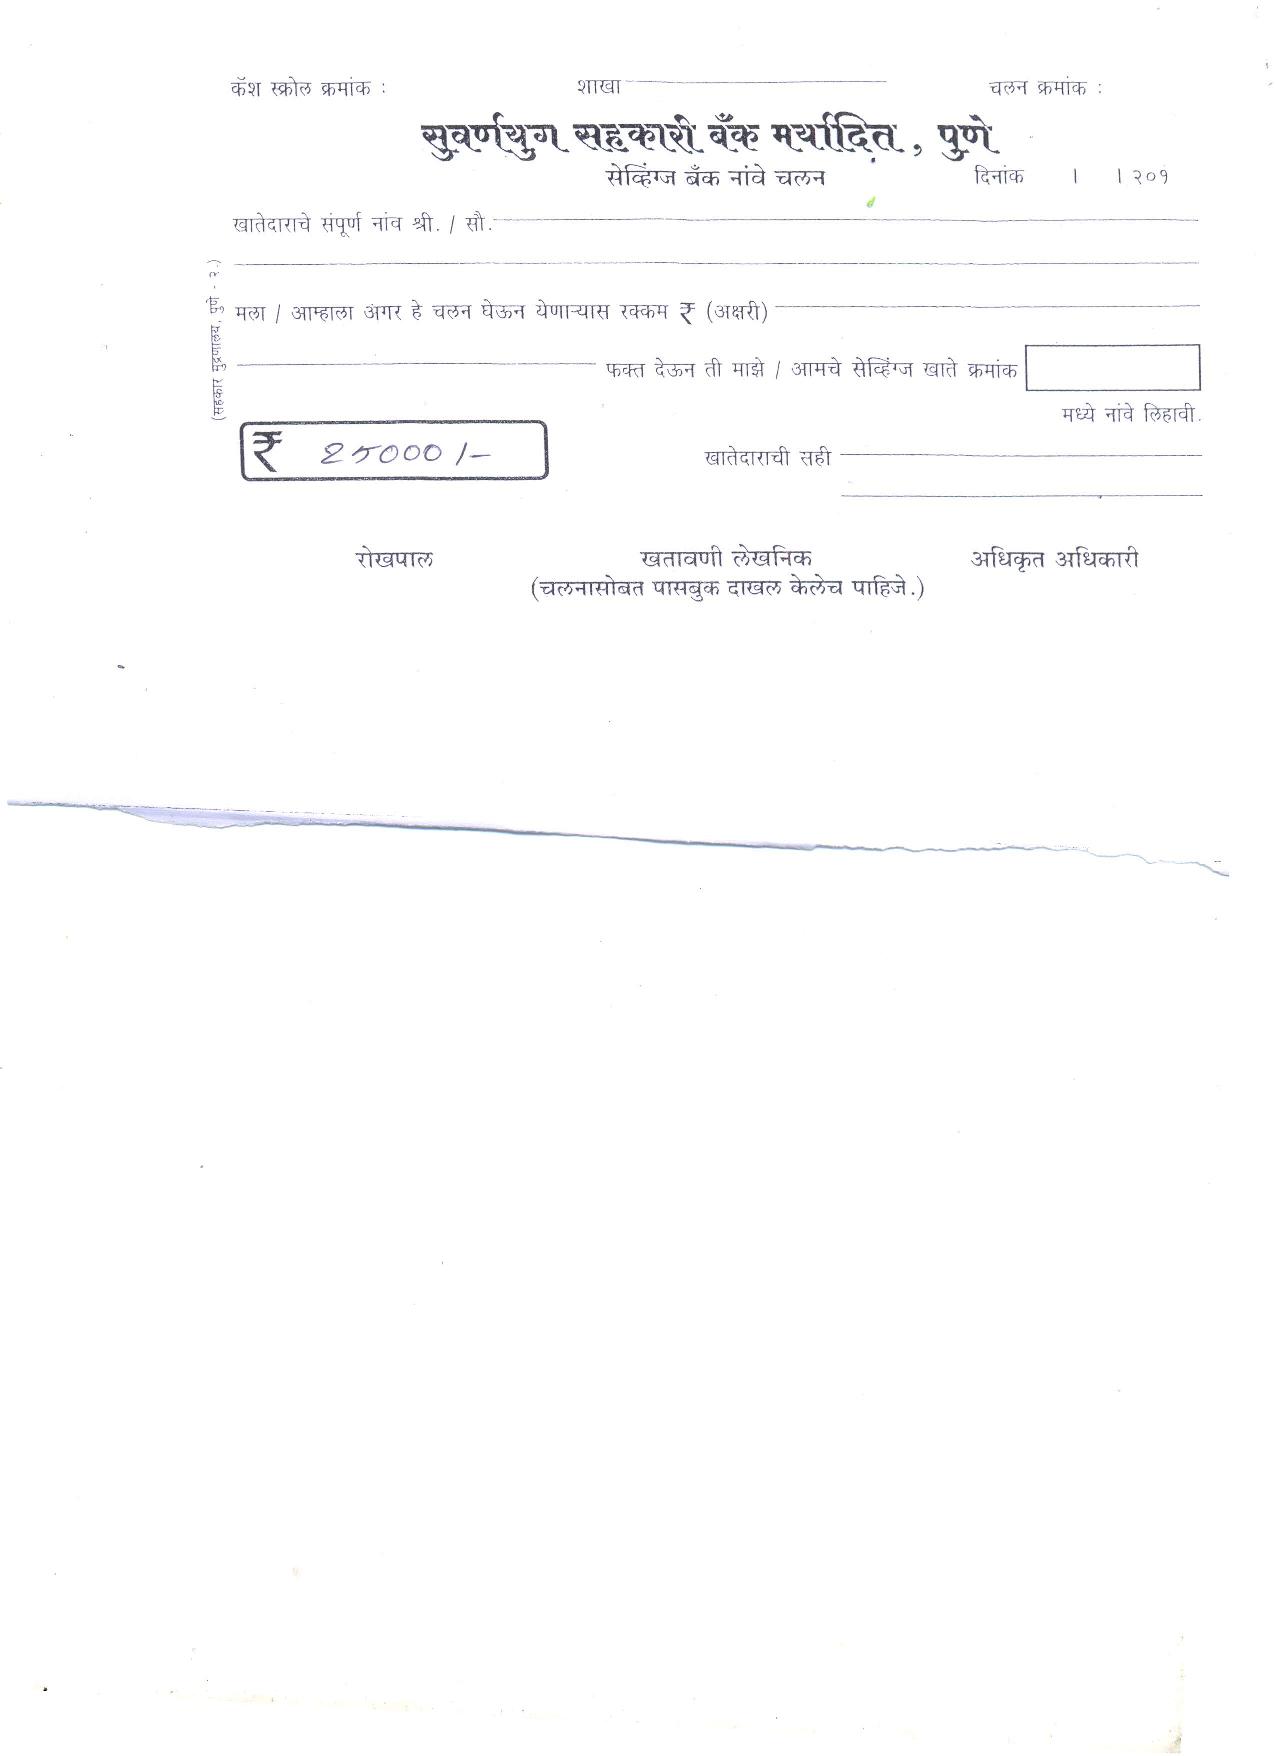 कॅश स्क्रोल क्रमांक : शाखा चलन क्रमांक :
सुवर्णयुग सहकारी बँक मर्यादित, पुणे
सेव्हिंग्ज बँक नांवे चलन दिनांक । । २०१
खातेदाराचे संपूर्ण नांव श्री. / सौ.
मला / आम्हाला अगर हे चलन घेऊन येणाऱ्यास रक्कम ₹ (अक्षरी)
फक्त देऊन ती माझे / आमचे सेव्हिंग्ज खाते क्रमांक
मध्ये नांवे लिहावी.
₹ 25000/- खातेदाराची सही
रोखपाल खतावणी लेखनिक अधिकृत अधिकारी
(चलनासोबत पासबुक दाखल केलेच पाहिजे.)
(सहकार मुद्रणालय, पुणे - २.)